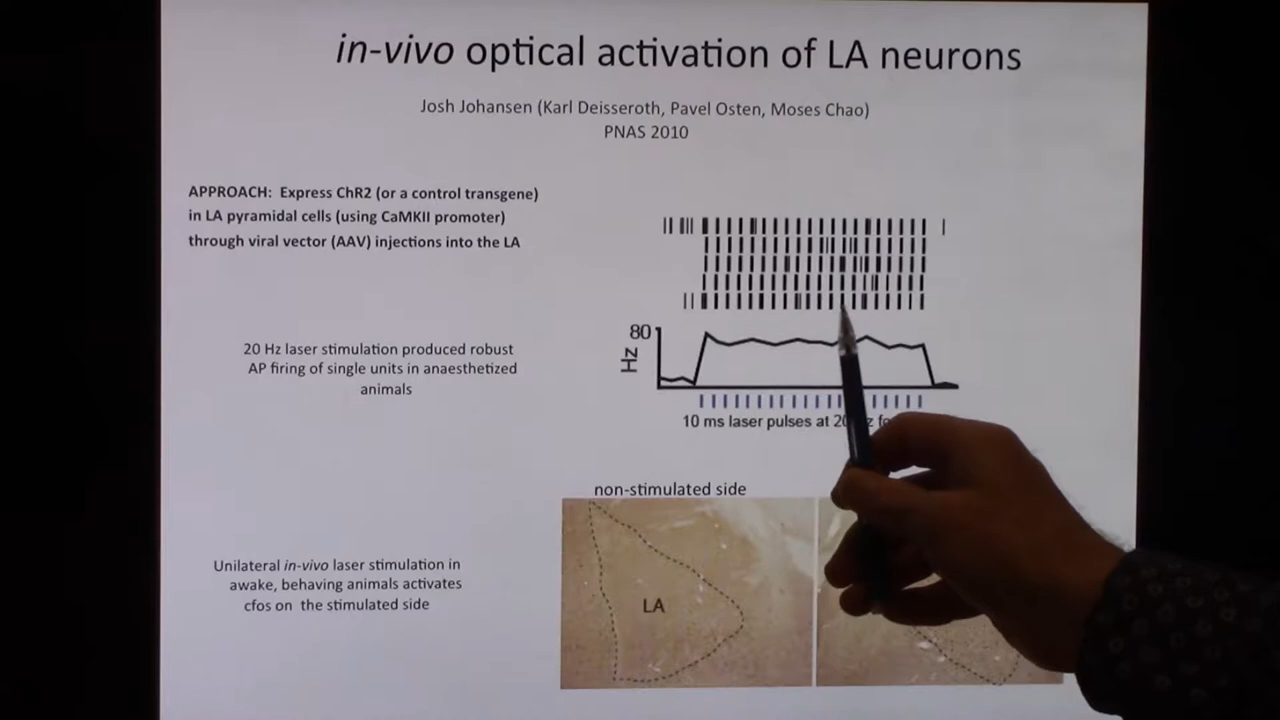 in-vivo optical activation of LA neurons
Josh Johansen (Karl Deisseroth, Pavel Osten, Moses Chao)
PNAS 2010
APPROACH: Express ChR2 (or a control transgene)
in LA pyramidal cells (using CaMKII promoter)
through viral vector (AAV) injections into the LA
20 Hz laser stimulation produced robust
AP firing of single units in anaesthetized
animals
80
Hz
10 ms laser pulses at
non-stimulated side
LA
Unilateral in-vivo laser stimulation in
awake, behaving animals activates
cfos on the stimulated side